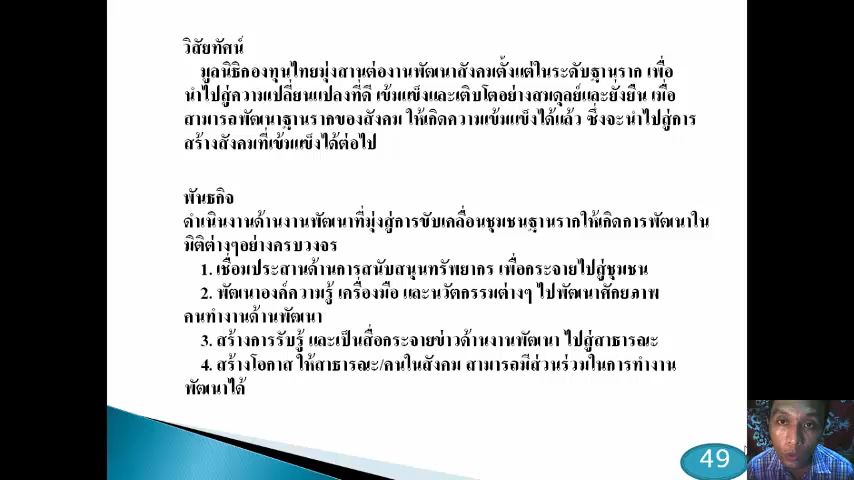 วิสัยทัศน์
มูลนิธิกองทุนไทยมุ่งสานต่องานพัฒนาสังคมตั้งแต่ในระดับฐานราก เพื่อ
นำไปสู่ความเปลี่ยนแปลงที่ดี เข้มแข็งและเติบโตอย่างสมดุลย์และยั่งยืน เมื่อ
สามารถพัฒนาฐานรากของสังคม ให้เกิดความเข้มแข็งได้แล้ว ซึ่งจะนำไปสู่การ
สร้างสังคมที่เข้มแข็งได้ต่อไป
พันธกิจ
ดำเนินงานด้านงานพัฒนาที่มุ่งสู่การขับเคลื่อนชุมชนฐานรากให้เกิดการพัฒนาใน
มิติต่างๆอย่างครบวงจร
1. เชื่อมประสานด้านการสนับสนุนทรัพยากร เพื่อกระจายไปสู่ชุมชน
2. พัฒนาองค์ความรู้ เครื่องมือ และนวัตกรรมต่างๆ ไปพัฒนาศักยภาพ
คนทำงานด้านพัฒนา
3. สร้างการรับรู้ และเป็นสื่อกระจายข่าวด้านงานพัฒนา ไปสู่สาธารณะ
4. สร้างโอกาส ให้สาธารณะ/คนในสังคม สามารถมีส่วนร่วมในการทำงาน
พัฒนาได้
49